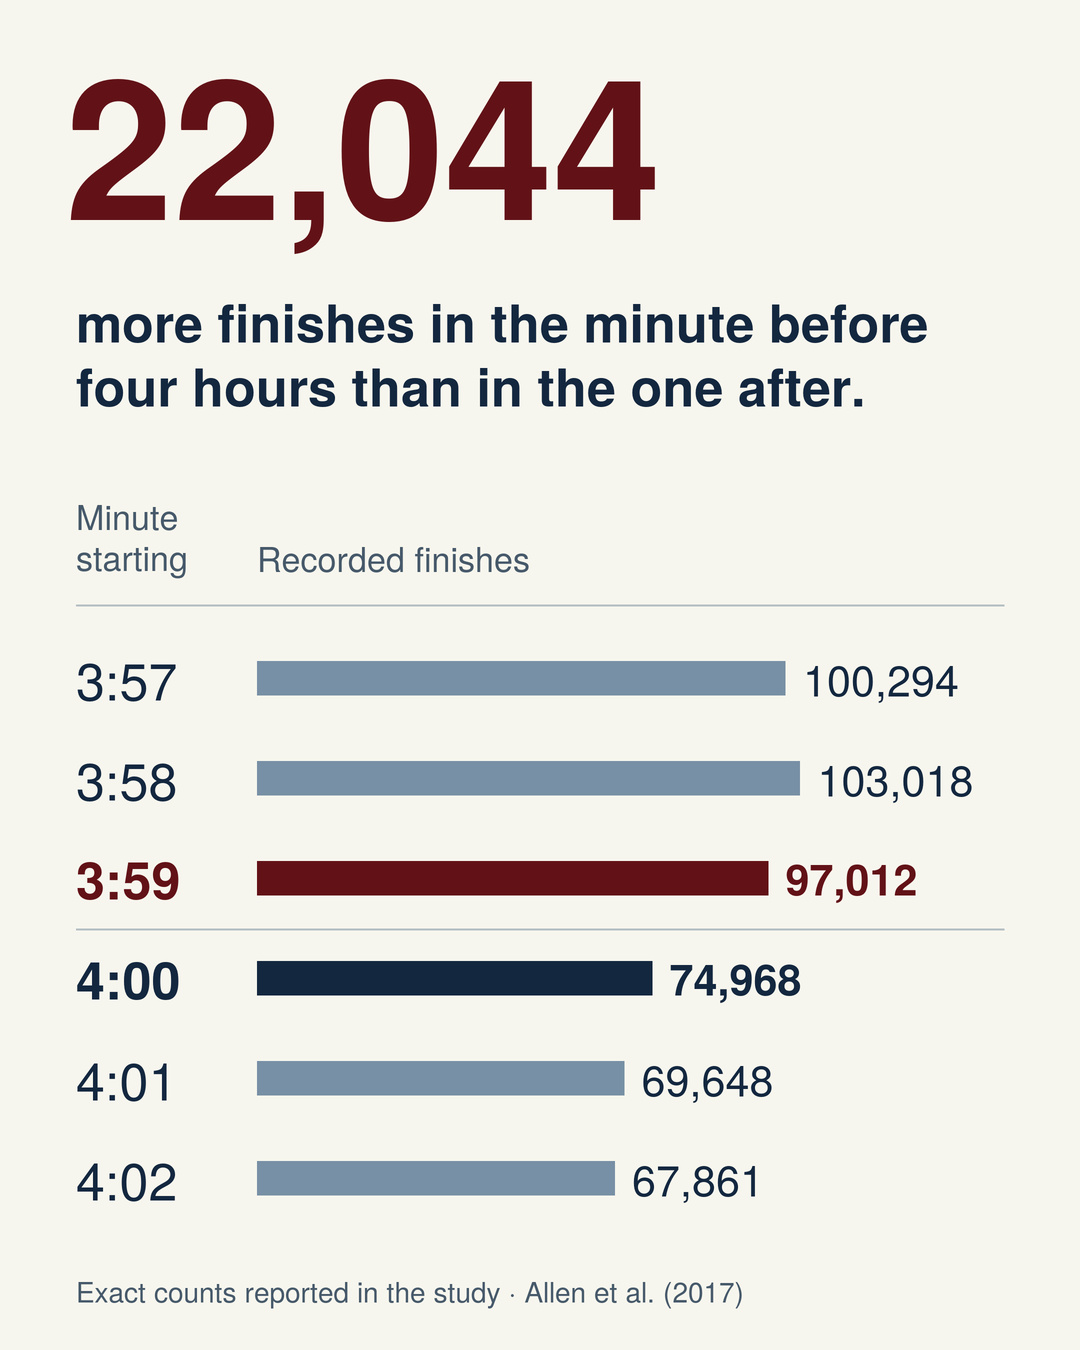 22,044
more finishes in the minute before
four hours than in the one after.
Minute
starting
Recorded finishes
3:57 100,294
3:58 103,018
3:59 97,012
4:00 74,968
4:01 69,648
4:02 67,861
Exact counts reported in the study · Allen et al. (2017)